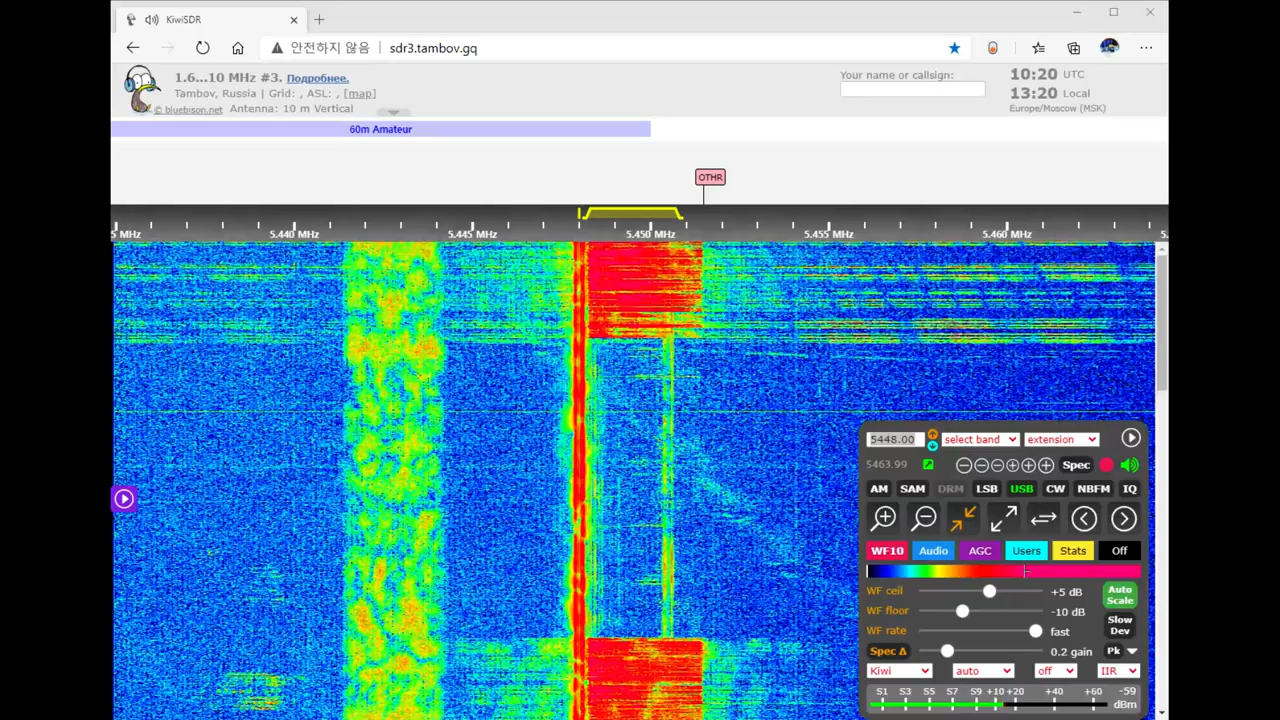 KiwiSDR
안전하지 않음
sdr3.tambov.gq
1.6...10 MHz #3. Подробнее.
Tambov, Russia | Grid: , ASL: , [map]
© bluebison.net Antenna: 10 m Vertical
Your name or callsign:
10:20 UTC
13:20 Local
Europe/Moscow (MSK)
60m Amateur
OTHR
5 MHz 5.440 MHz 5.445 MHz 5.450 MHz 5.455 MHz 5.460 MHz 5.
5448.00 select band extension
5463.99 Spec
AM SAM DRM LSB USB CW NBFM IQ
WF10 Audio AGC Users Stats Off
WF ceil +5 dB Auto Scale
WF floor -10 dB
WF rate fast Slow Dev
Spec Δ 0.2 gain Pk
Kiwi auto off IIR
S1 S3 S5 S7 S9 +10 +20 +40 +60 -59 dBm